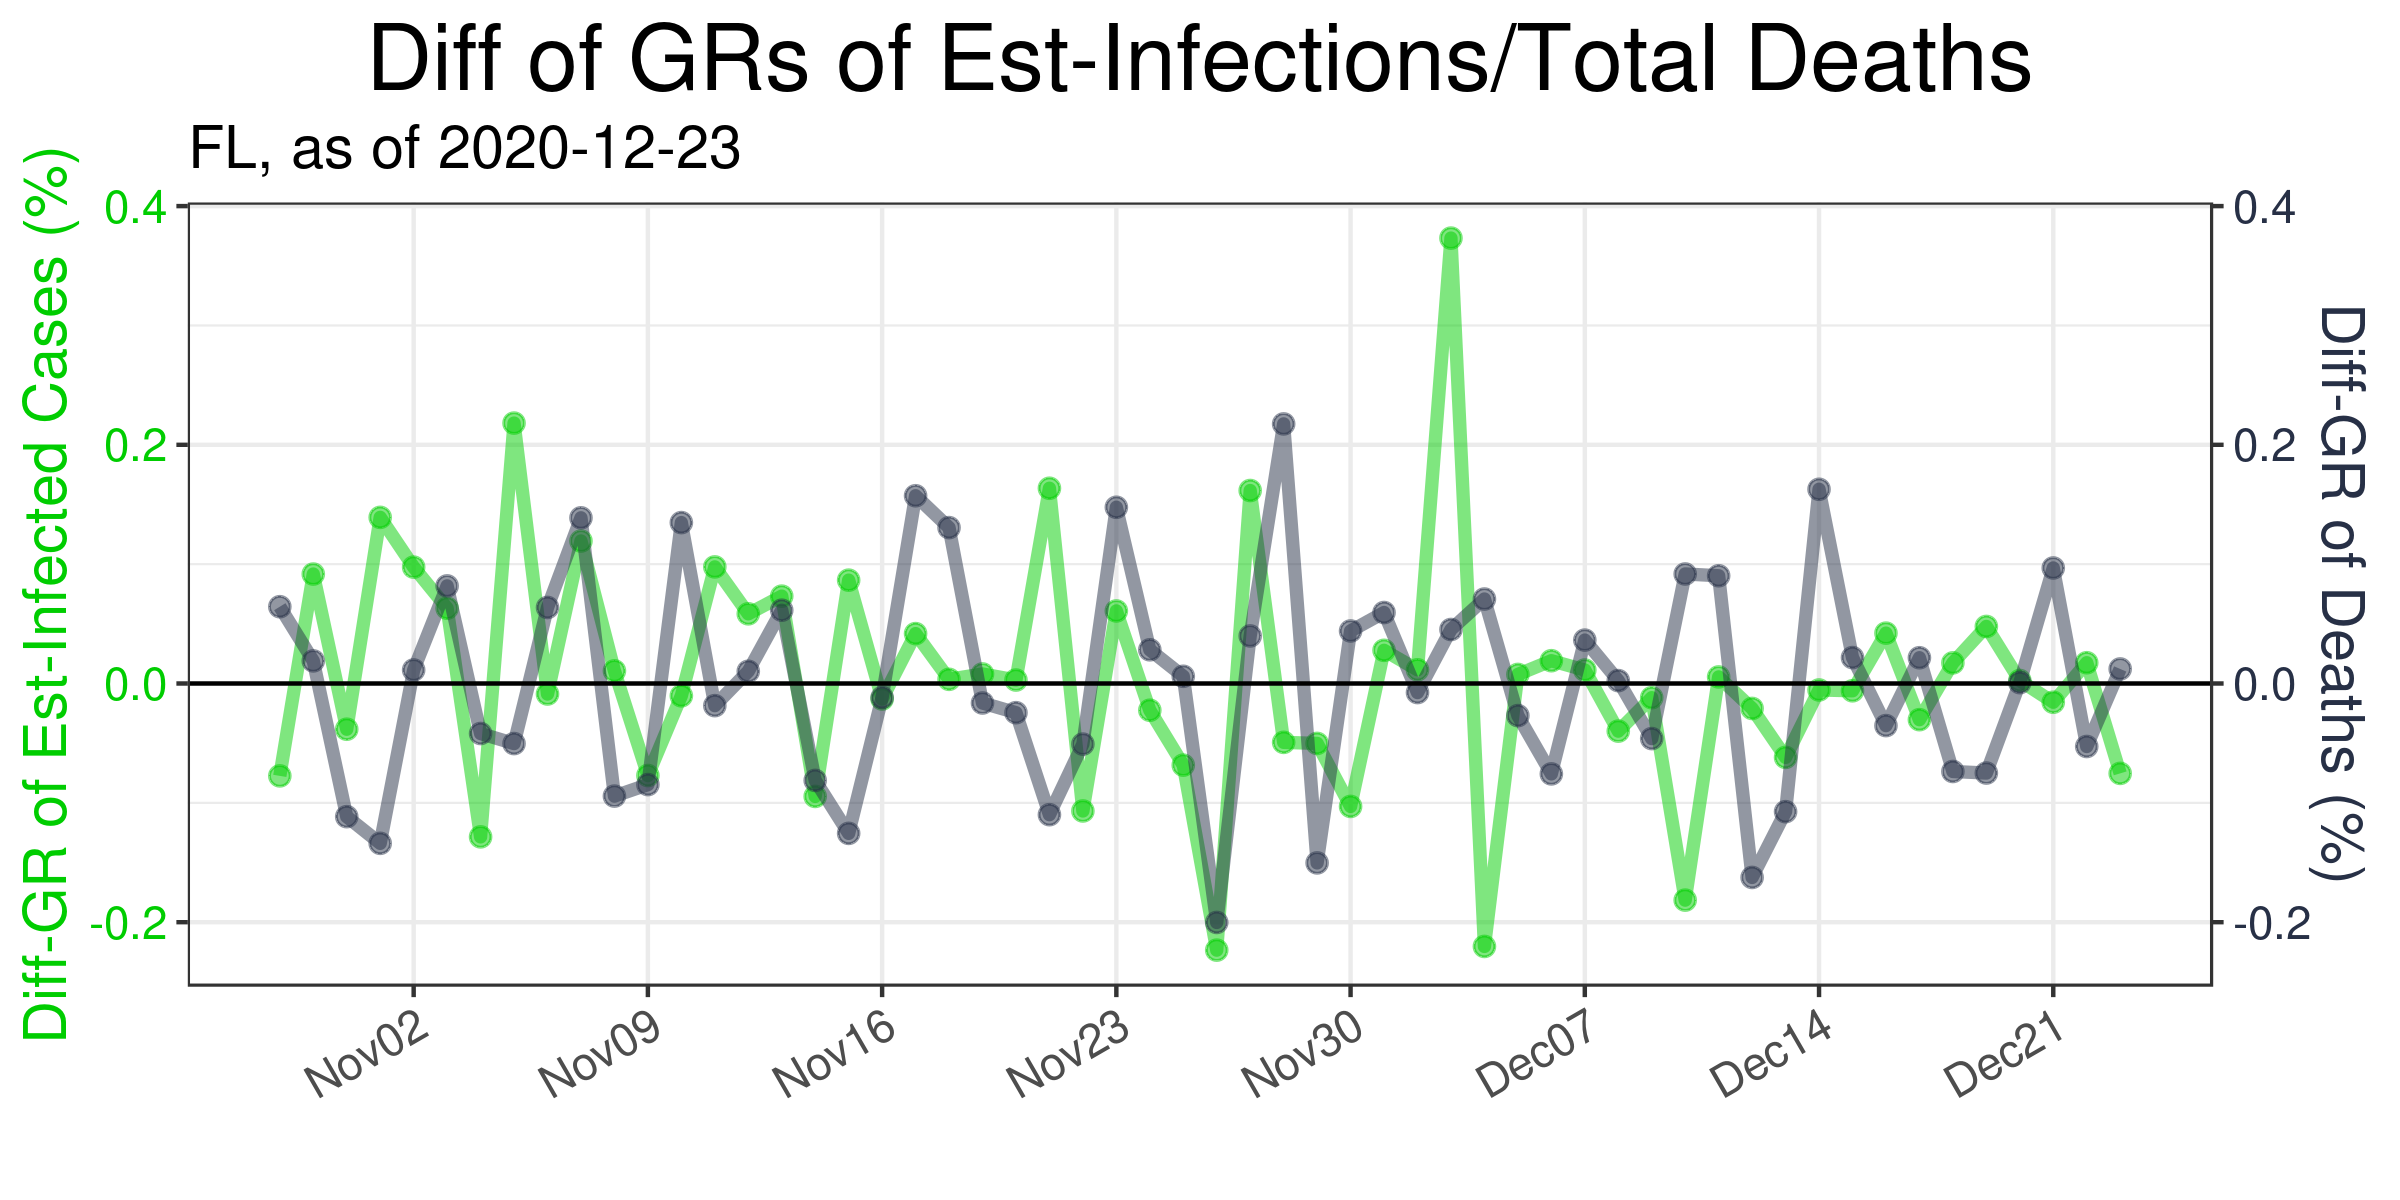 Diff of GRs of Est-Infections/Total Deaths
FL, as of 2020-12-23
Diff-GR of Est-Infected Cases (%)
0.4
0.2
0.0
-0.2
0.4
0.2
0.0
-0.2
Diff-GR of Deaths (%)
Nov02 Nov09 Nov16 Nov23 Nov30 Dec07 Dec14 Dec21